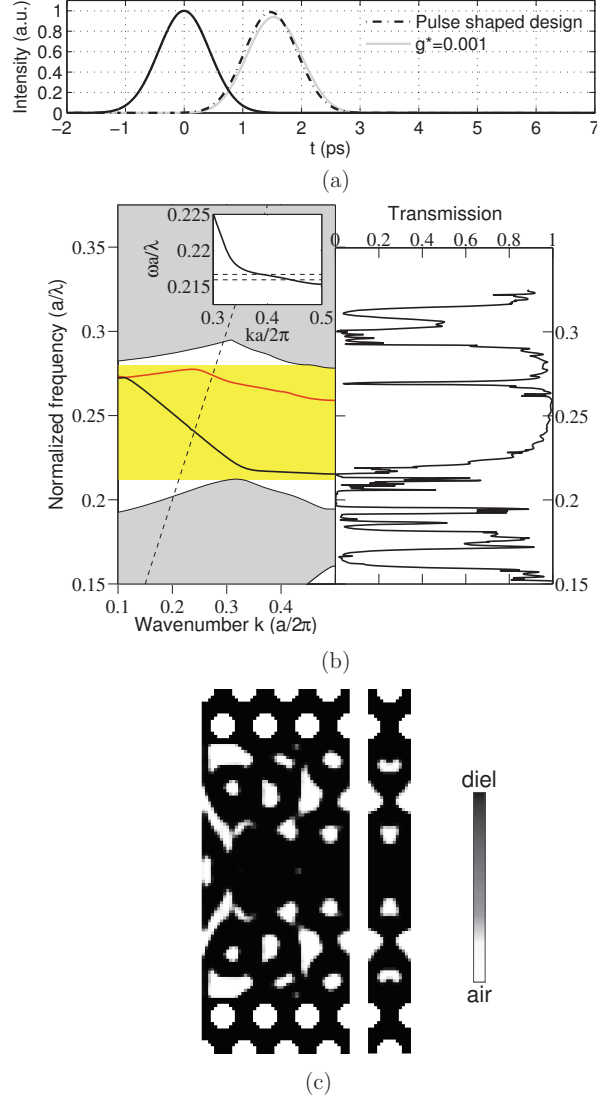 Intensity (a.u.)
1
0.8
0.6
0.4
0.2
0
Pulse shaped design
g*=0.001
−2 −1 0 1 2 3 4 5 6 7
t (ps)
(a)
Normalized frequency (a/λ)
0.35
0.3
0.25
0.2
0.15
0.1 0.2 0.3 0.4
Wavenumber k (a/2π)
ωa/λ
0.225
0.22
0.215
0.3 0.4 0.5
ka/2π
Transmission
0 0.2 0.4 0.6 0.8 1
0.3
0.25
0.2
0.15
(b)
diel
air
(c)